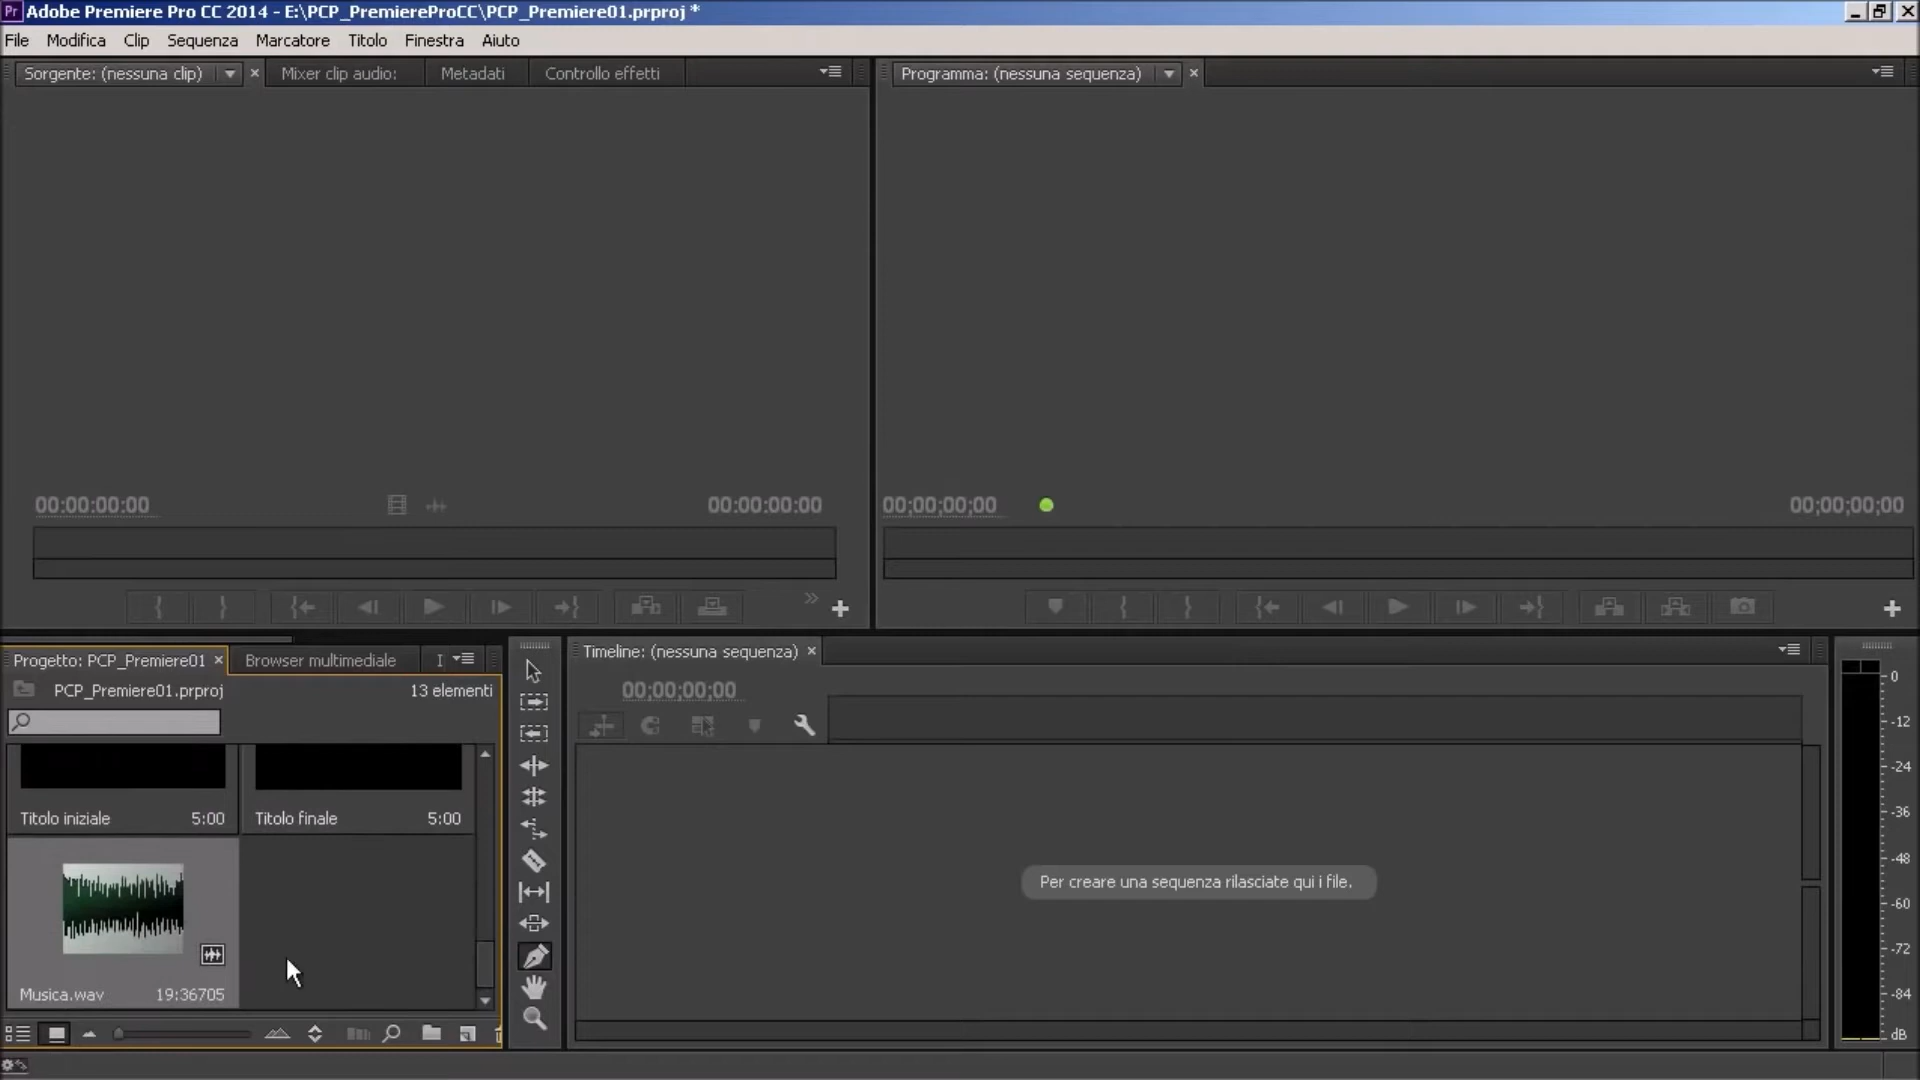 Adobe Premiere Pro CC 2014 - E:\PCP_PremiereProCC\PCP_Premiere01.prproj *
File Modifica Clip Sequenza Marcatore Titolo Finestra Aiuto
Sorgente: (nessuna clip) Mixer clip audio: Metadati Controllo effetti
Programma: (nessuna sequenza)
00:00:00:00 00:00:00:00
00;00;00;00 00;00;00;00
Progetto: PCP_Premiere01 Browser multimediale I
PCP_Premiere01.prproj 13 elementi
Titolo iniziale 5:00
Titolo finale 5:00
Musica.wav 19:36705
Timeline: (nessuna sequenza)
00;00;00;00
Per creare una sequenza rilasciate qui i file.
0
-12
-24
-36
-48
-60
-72
-84
dB